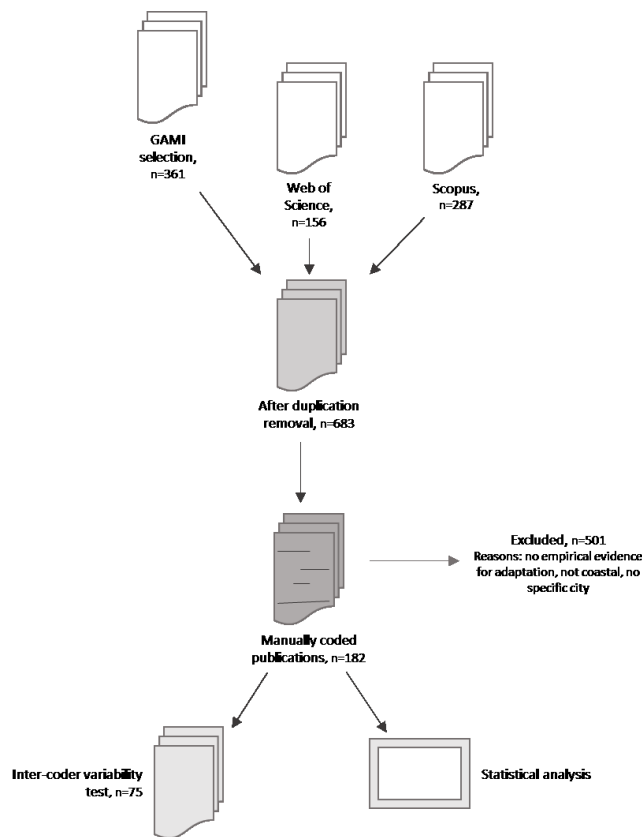 GAMI
selection,
n=361
Web of
Science,
n=156
Scopus,
n=287
After duplication
removal, n=683
Excluded, n=501
Reasons: no empirical evidence
for adaptation, not coastal, no
specific city
Manually coded
publications, n=182
Inter-coder variability
test, n=75
Statistical analysis